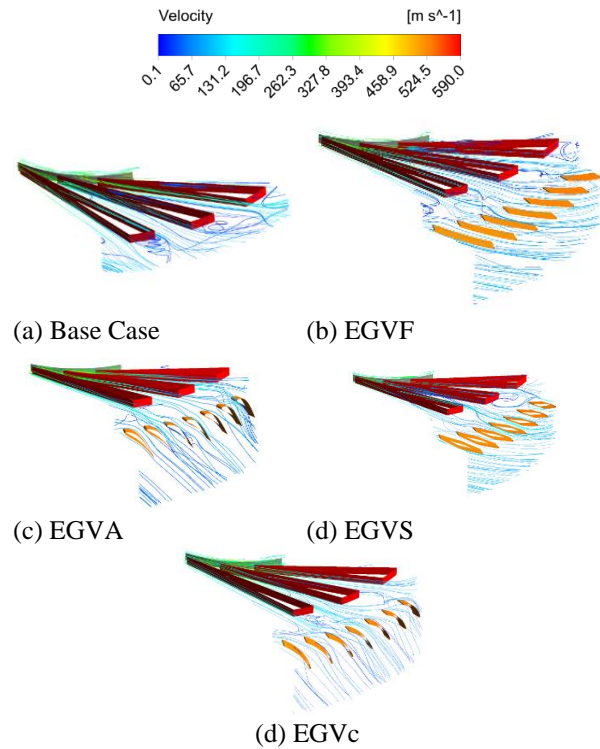 Velocity [m s^-1]
0.1 65.7 131.2 196.7 262.3 327.8 393.4 458.9 524.5 590.0
(a) Base Case (b) EGVF
(c) EGVA (d) EGVS
(d) EGVc